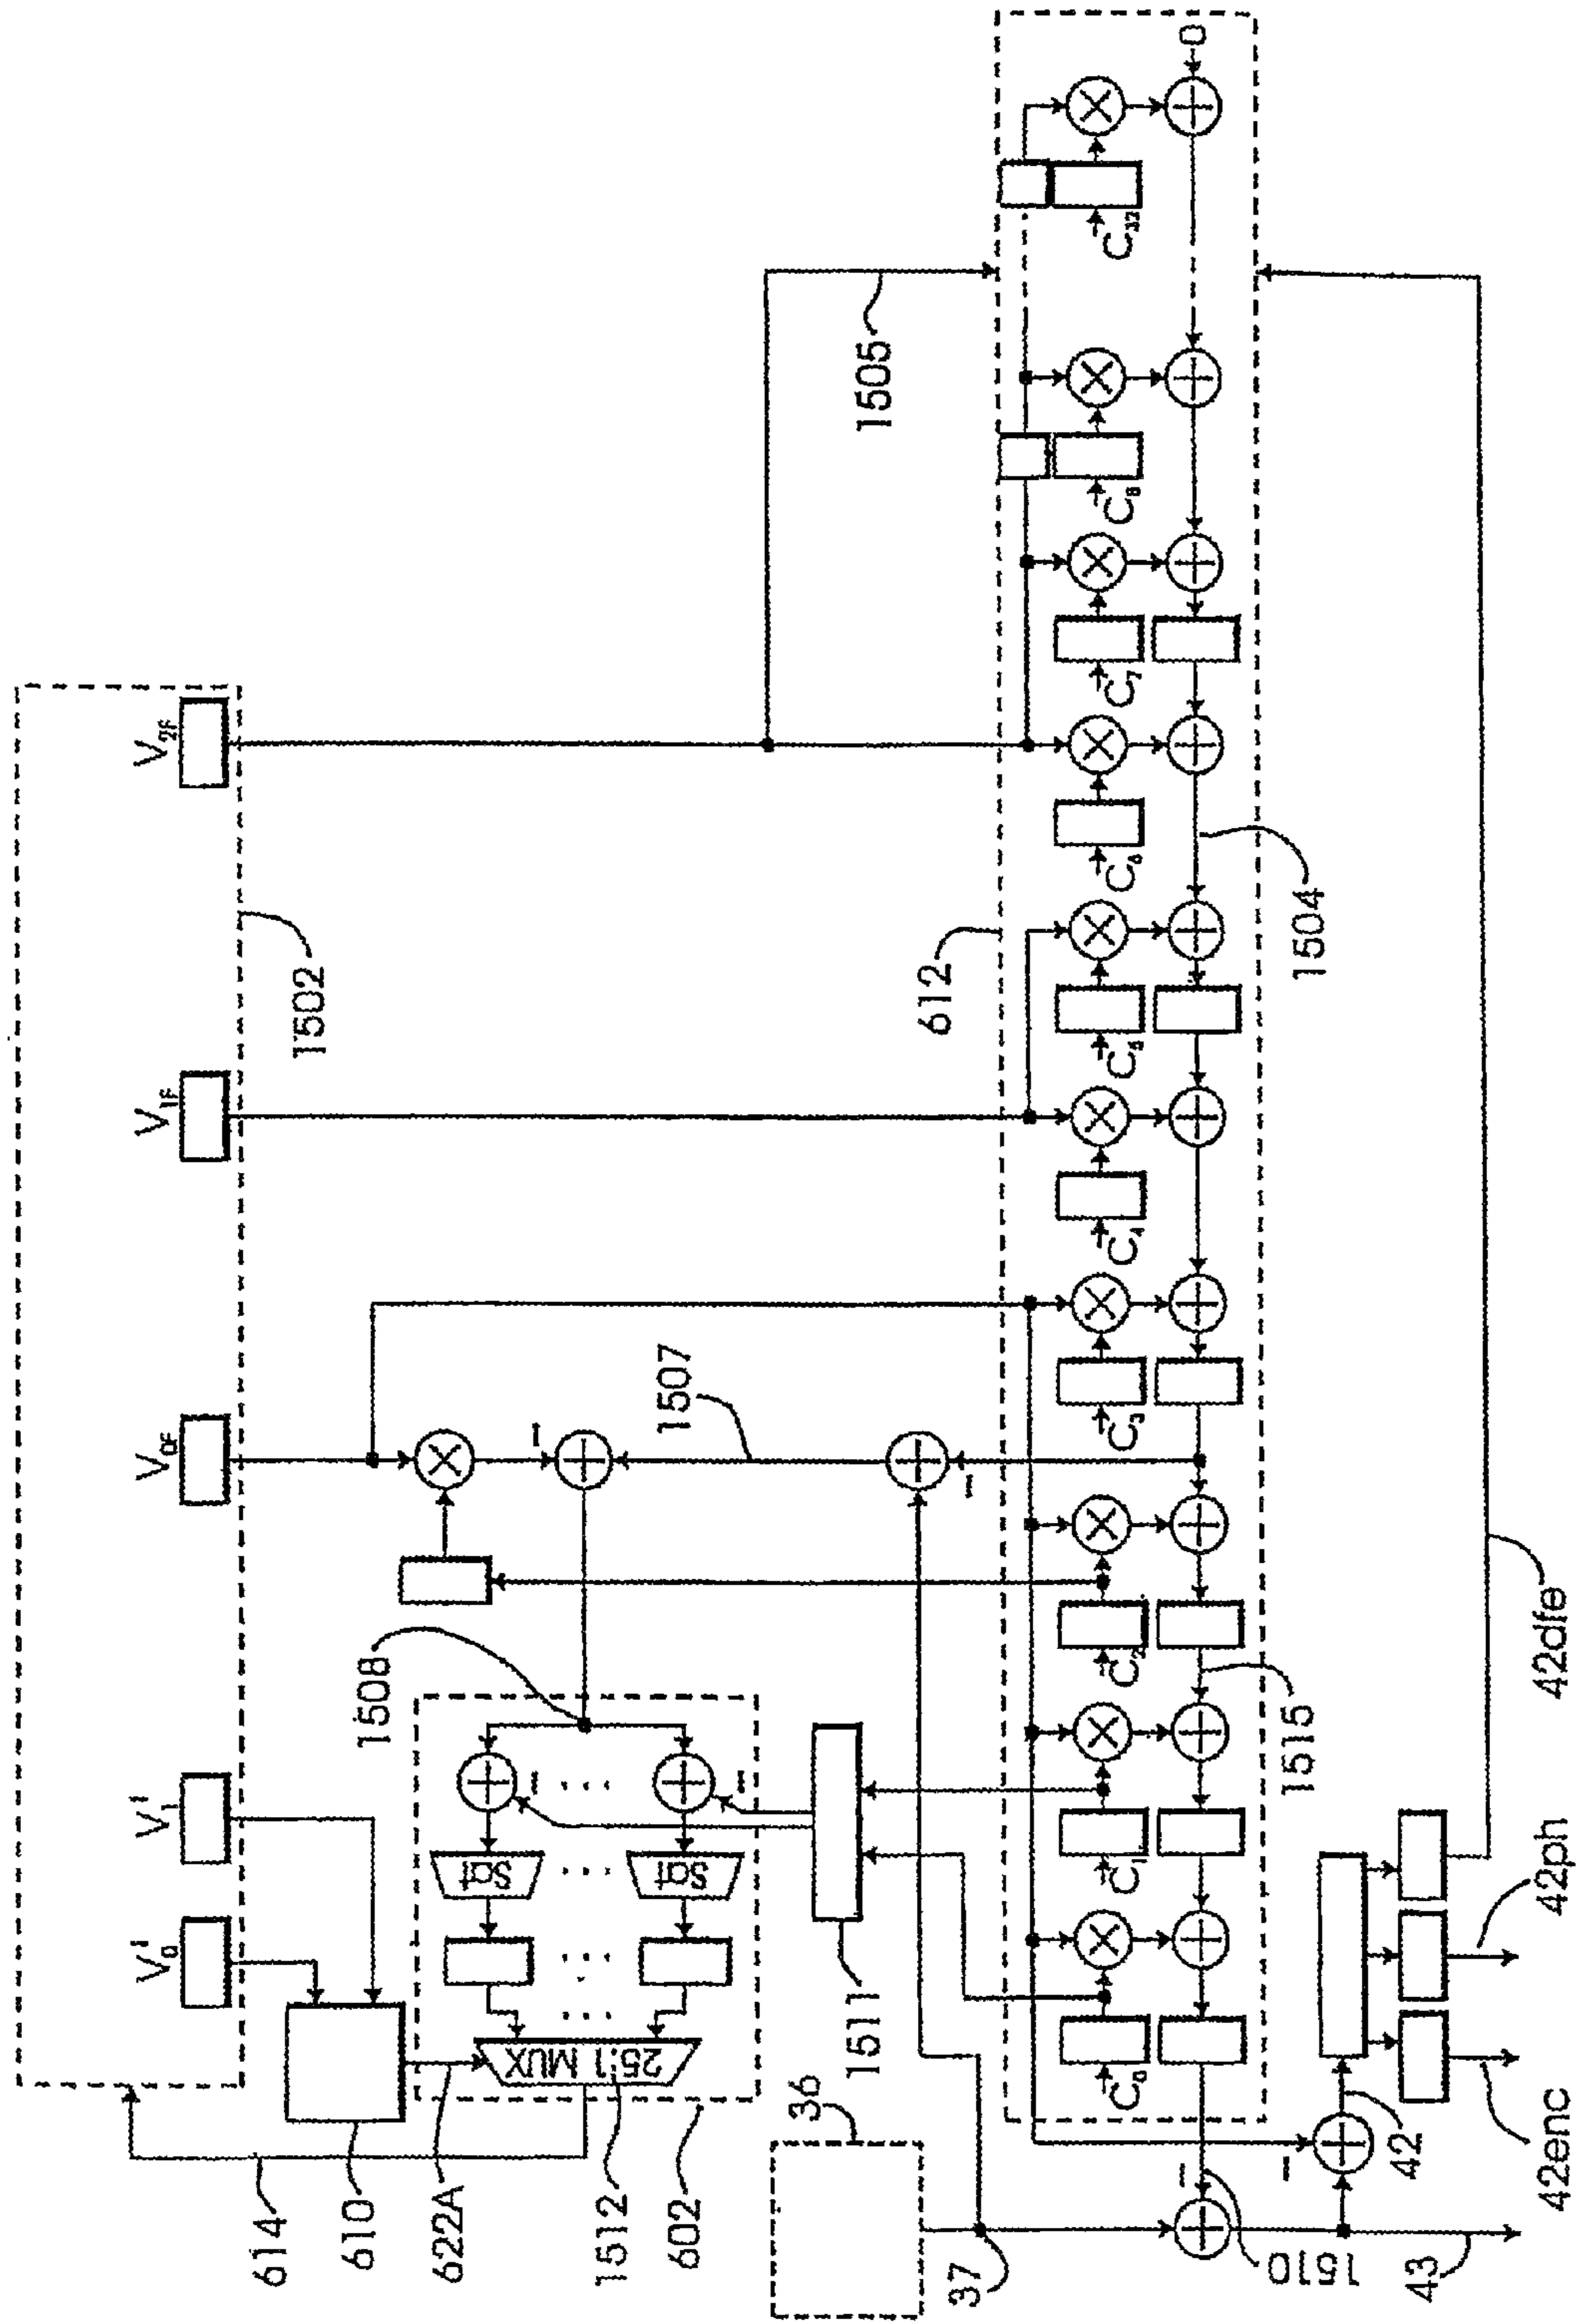 V₀' V₁' V₀F V₁F V₂F
614
1502
610
1508
622A
Sat
Sat
25:1 MUX
1512
1507
602
36
1511
1505
612
37
C₀ C₁ C₂ C₃ C₄ C₅ C₆ C₇ C₈ C₃₂
0
1510
1515
1504
42
43
42enc
42ph
42dfe